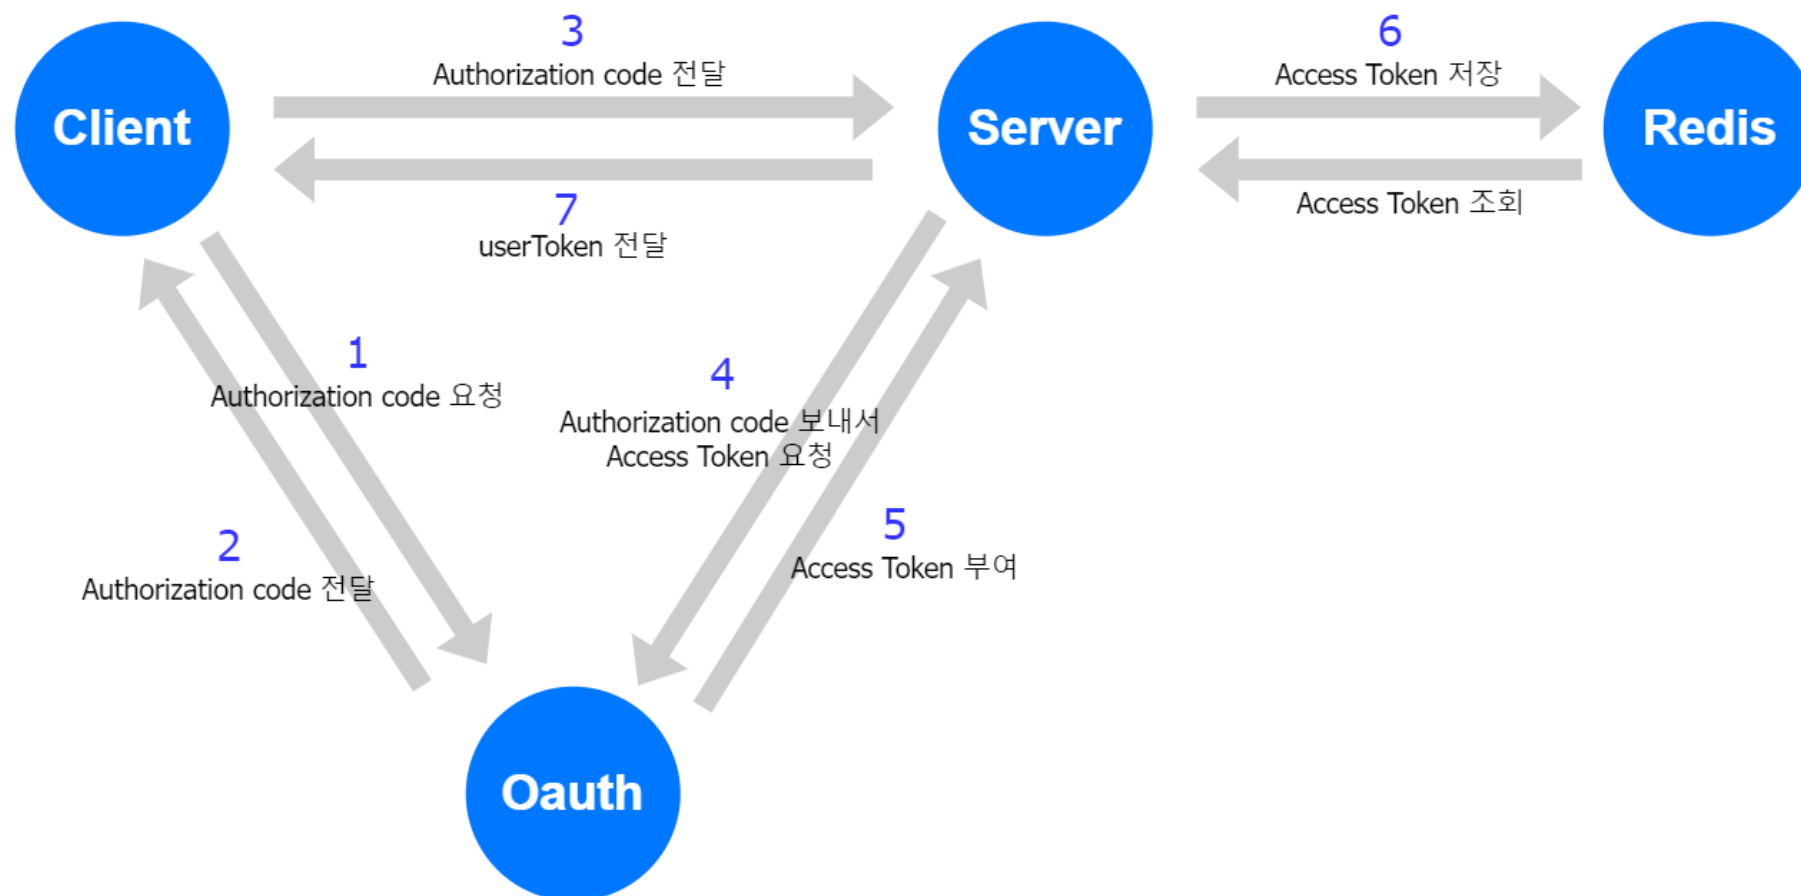 3
Authorization code 전달
6
Access Token 저장
Client
Server
Redis
7
userToken 전달
Access Token 조회
1
Authorization code 요청
4
Authorization code 보내서
Access Token 요청
2
Authorization code 전달
5
Access Token 부여
Oauth